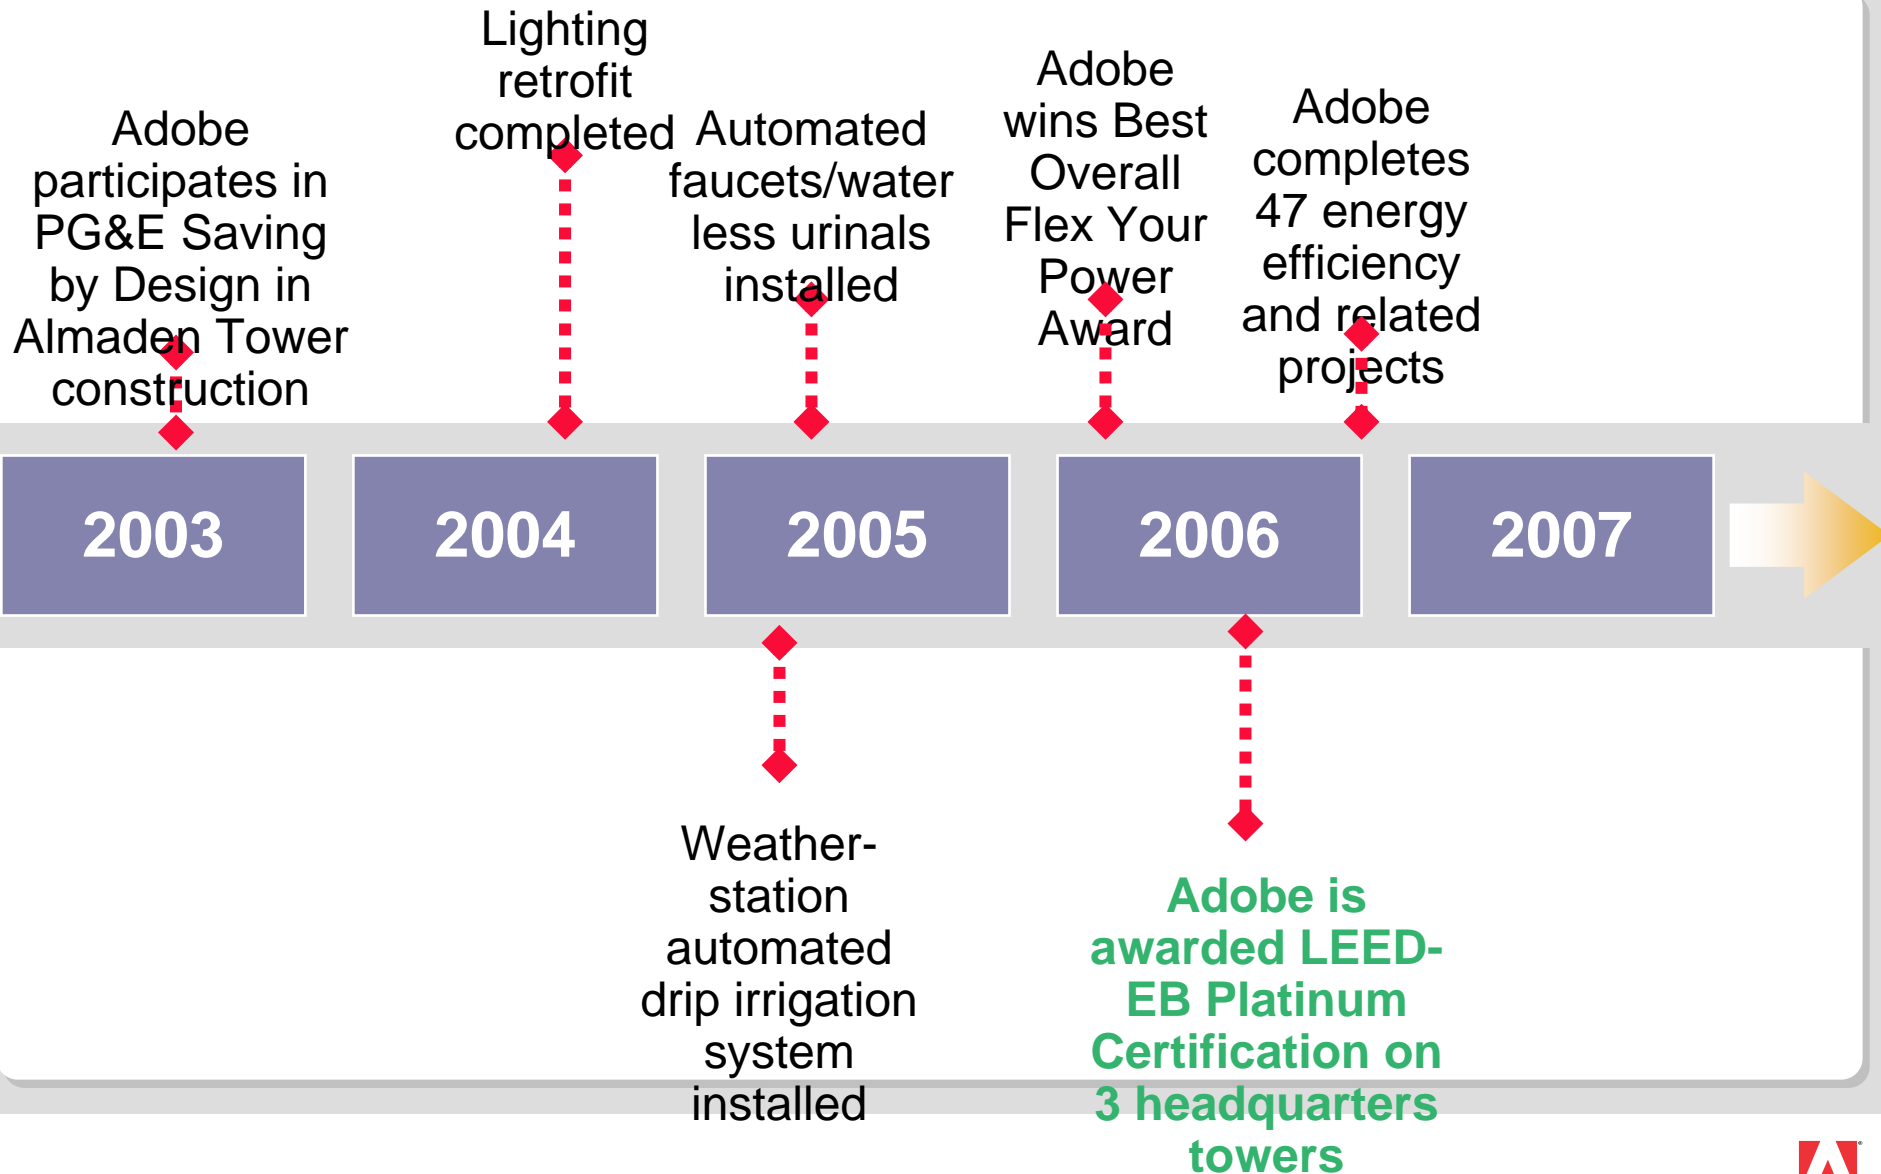 Adobe
participates in
PG&E Saving
by Design in
Almaden Tower
construction
Lighting
retrofit
completed
Automated
faucets/water
less urinals
installed
Adobe
wins Best
Overall
Flex Your
Power
Award
Adobe
completes
47 energy
efficiency
and related
projects
2003
2004
2005
2006
2007
Weather-
station
automated
drip irrigation
system
installed
Adobe is
awarded LEED-
EB Platinum
Certification on
3 headquarters
towers